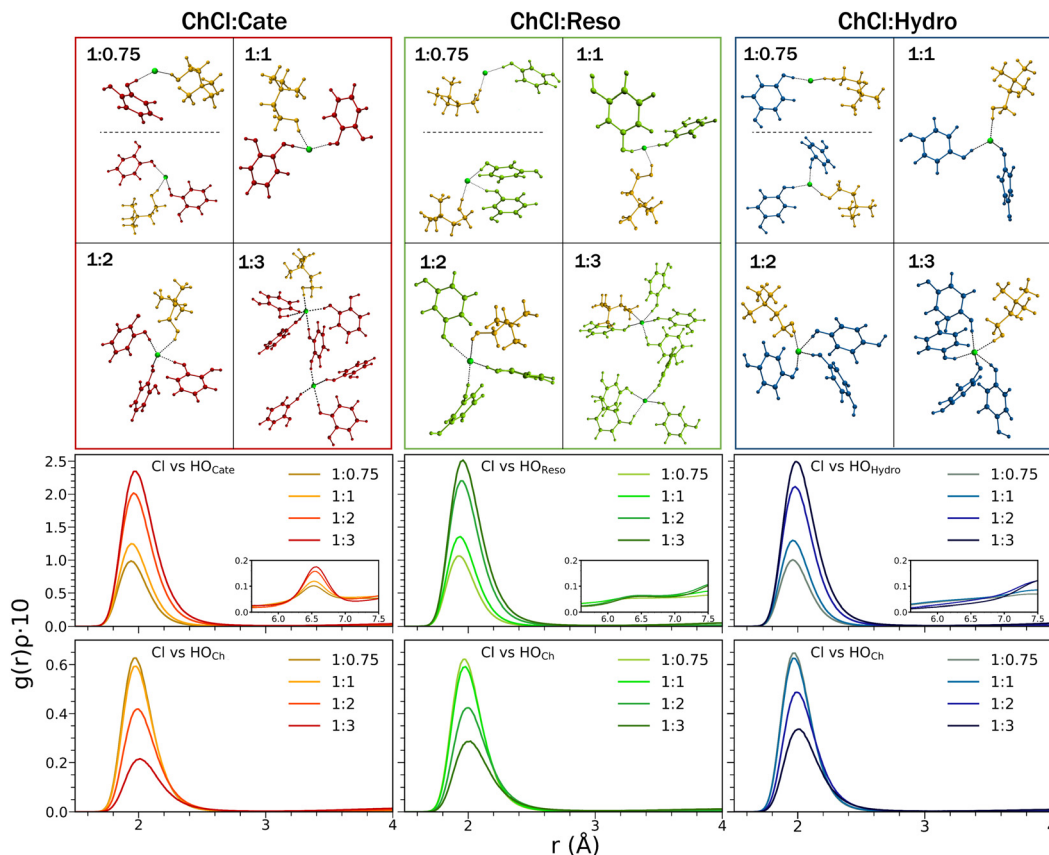 ChCl:Cate ChCl:Reso ChCl:Hydro
1:0.75 1:1 1:0.75 1:1 1:0.75 1:1
1:2 1:3 1:2 1:3 1:2 1:3
g(r)ρ·10
2.5
2.0
1.5
1.0
0.5
0.0
Cl vs HOCate
1:0.75
1:1
1:2
1:3
0.2
0.1
0.0
6.0 6.5 7.0 7.5
Cl vs HOReso
1:0.75
1:1
1:2
1:3
0.2
0.1
0.0
6.0 6.5 7.0 7.5
Cl vs HOHydro
1:0.75
1:1
1:2
1:3
0.2
0.1
0.0
6.0 6.5 7.0 7.5
0.6
0.4
0.2
0.0
Cl vs HOCh
1:0.75
1:1
1:2
1:3
2 3 4
Cl vs HOCh
1:0.75
1:1
1:2
1:3
2 3 4
Cl vs HOCh
1:0.75
1:1
1:2
1:3
2 3 4
r (Å)